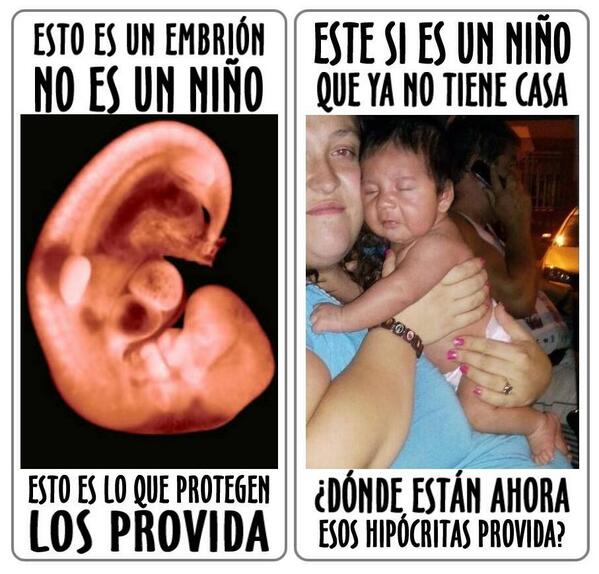 ESTO ES UN EMBRIÓN
NO ES UN NIÑO
ESTO ES LO QUE PROTEGEN
LOS PROVIDA
ESTE SI ES UN NIÑO
QUE YA NO TIENE CASA
¿DÓNDE ESTÁN AHORA
ESOS HIPÓCRITAS PROVIDA?